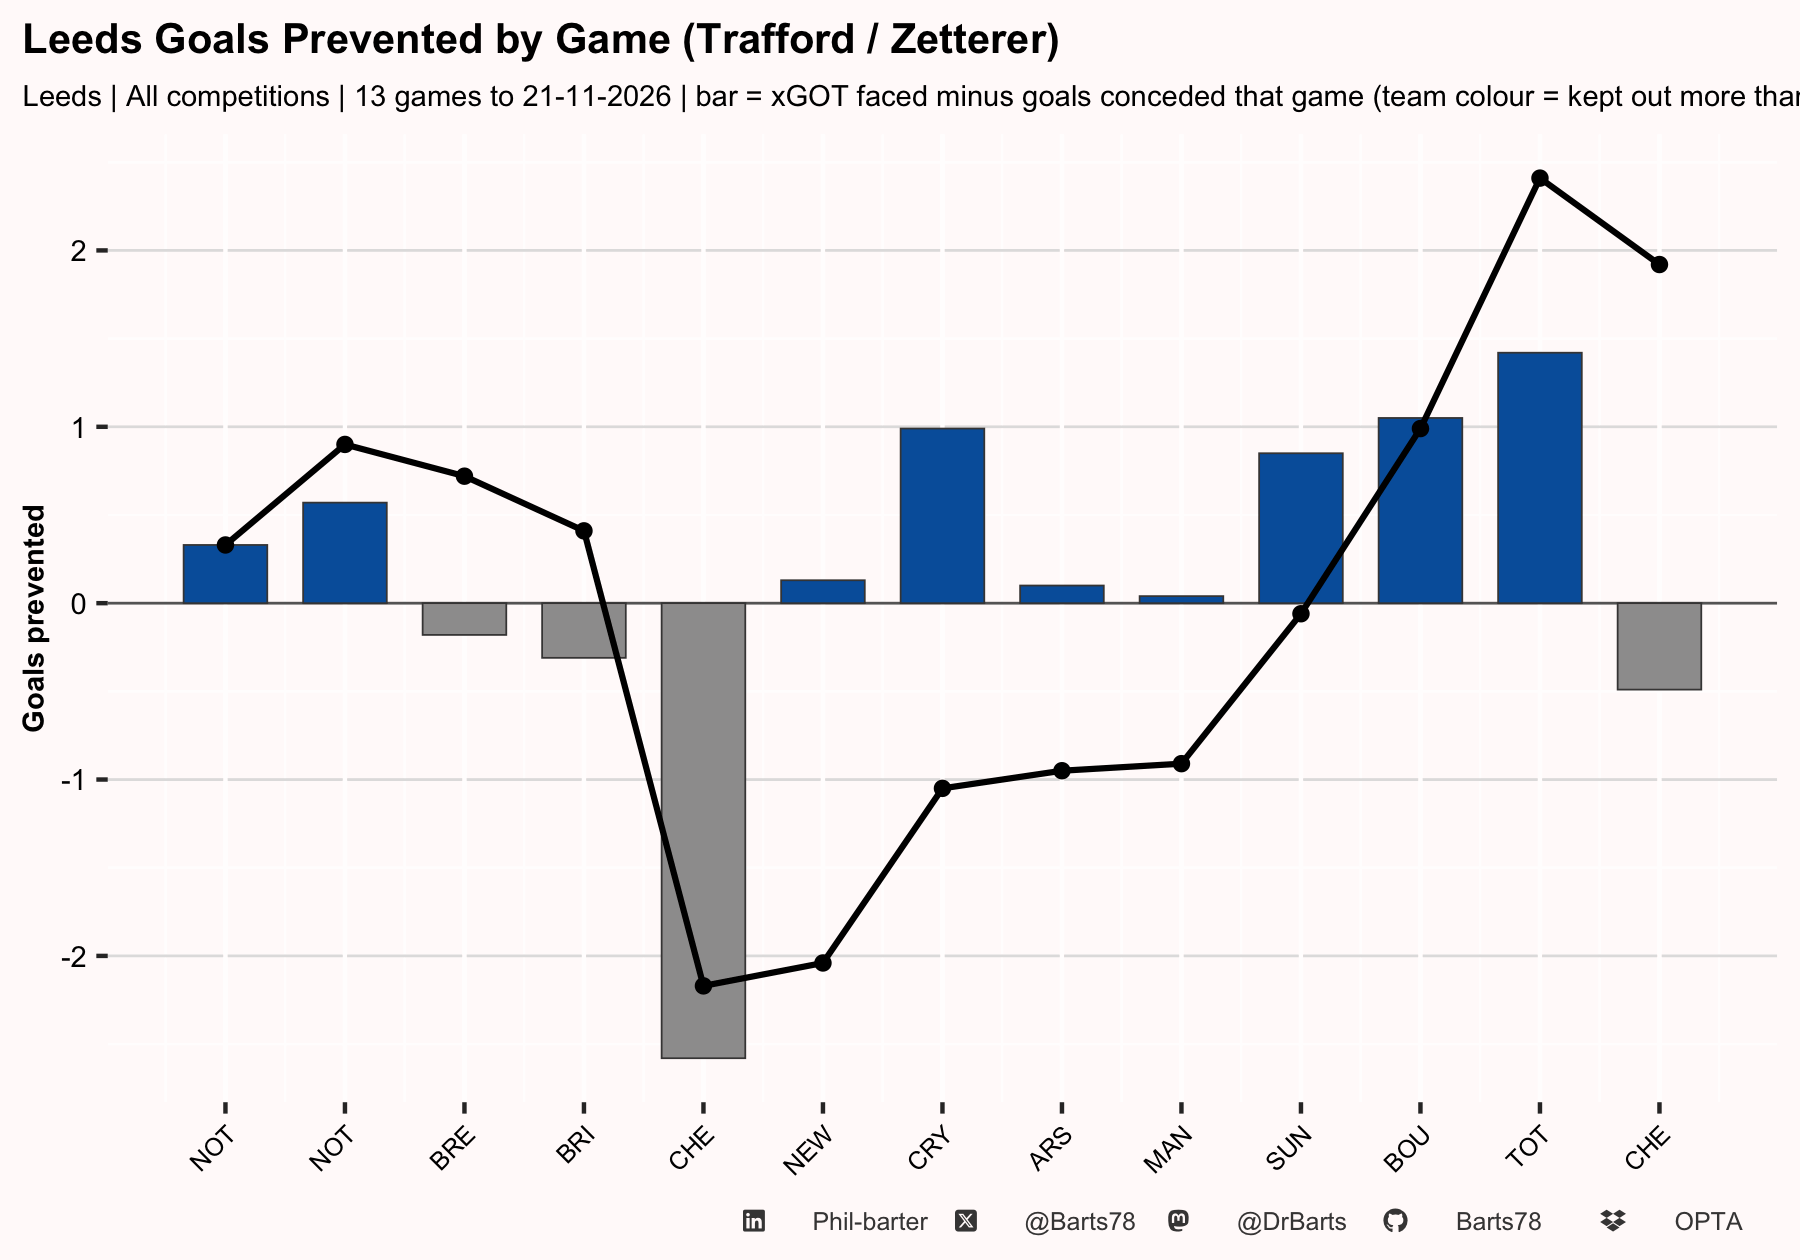 Leeds Goals Prevented by Game (Trafford / Zetterer)
Leeds | All competitions | 13 games to 21-11-2026 | bar = xGOT faced minus goals conceded that game (team colour = kept out more than
Goals prevented
2
1
0
-1
-2
NOT NOT BRE BRI CHE NEW CRY ARS MAN SUN BOU TOT CHE
Phil-barter @Barts78 @DrBarts Barts78 OPTA